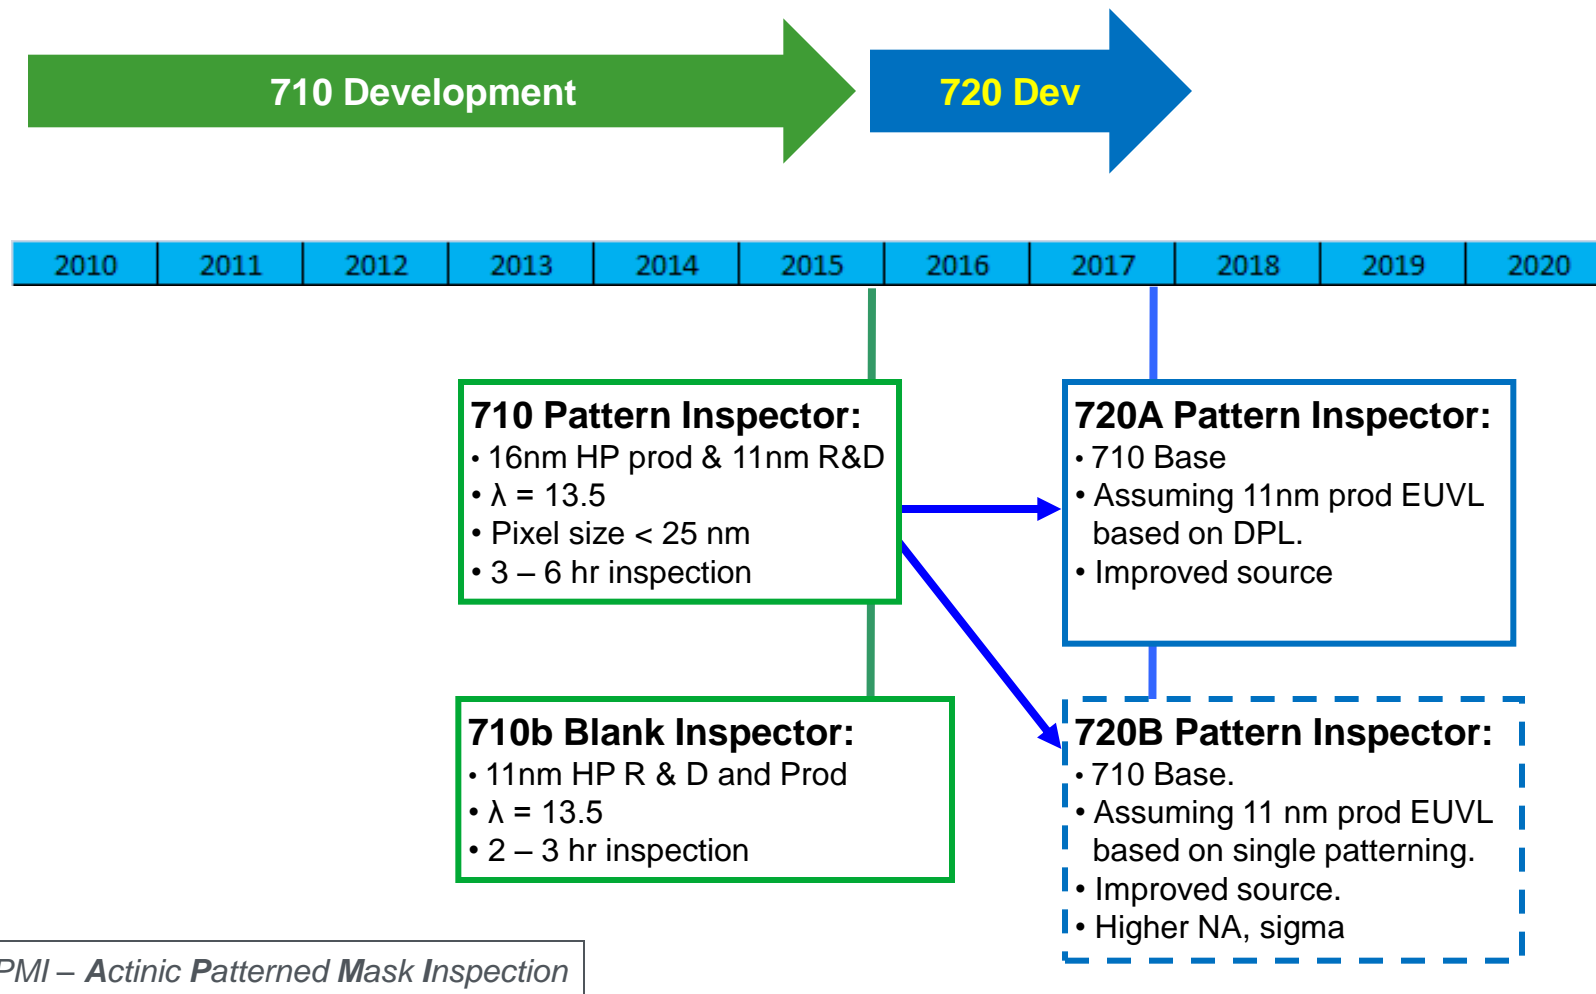 710 Development
720 Dev
2010 2011 2012 2013 2014 2015 2016 2017 2018 2019 2020
710 Pattern Inspector:
• 16nm HP prod & 11nm R&D
• λ = 13.5
• Pixel size < 25 nm
• 3 – 6 hr inspection
720A Pattern Inspector:
• 710 Base
• Assuming 11nm prod EUVL
based on DPL.
• Improved source
710b Blank Inspector:
• 11nm HP R & D and Prod
• λ = 13.5
• 2 – 3 hr inspection
720B Pattern Inspector:
• 710 Base.
• Assuming 11 nm prod EUVL
based on single patterning.
• Improved source.
• Higher NA, sigma
PMI – Actinic Patterned Mask Inspection